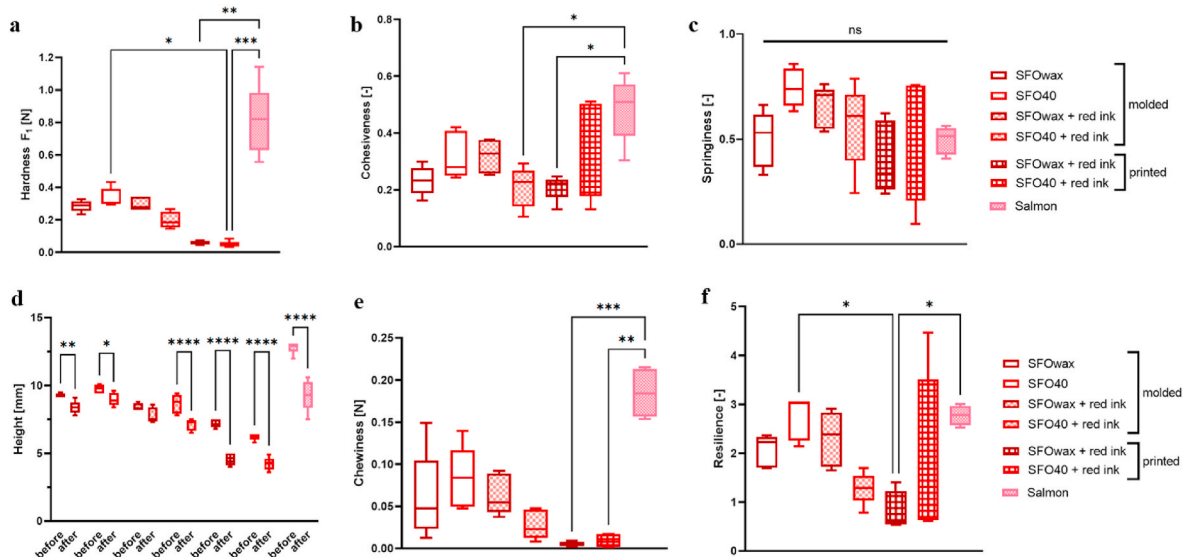 a
**
*
***
Hardness F₁ [N]
1.2
1.0
0.8
0.6
0.4
0.2
0.0
b
*
*
Cohesiveness [-]
0.8
0.6
0.4
0.2
0.0
c
ns
Springiness [-]
1.0
0.5
0.0
SFOwax
SFO40
SFOwax + red ink
SFO40 + red ink
molded
SFOwax + red ink
SFO40 + red ink
printed
Salmon
d
**
*
****
****
****
****
Height [mm]
15
10
5
0
before
after
before
after
before
after
before
after
before
after
before
after
before
after
e
***
**
Chewiness [N]
0.25
0.20
0.15
0.10
0.05
0.00
f
*
*
Resilience [-]
5
4
3
2
1
0
SFOwax
SFO40
SFOwax + red ink
SFO40 + red ink
molded
SFOwax + red ink
SFO40 + red ink
printed
Salmon